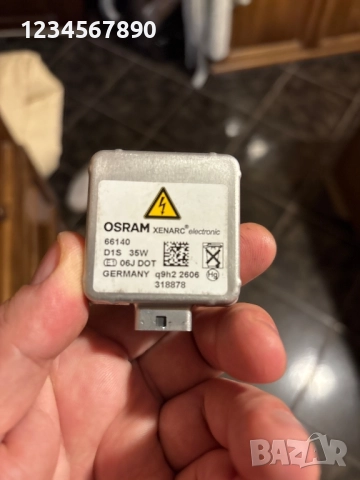 1234567890
OSRAM XENARC® electronic
66140
D1S 35W
06J DOT
Hg
GERMANY q9h2 2606
318878
bazar